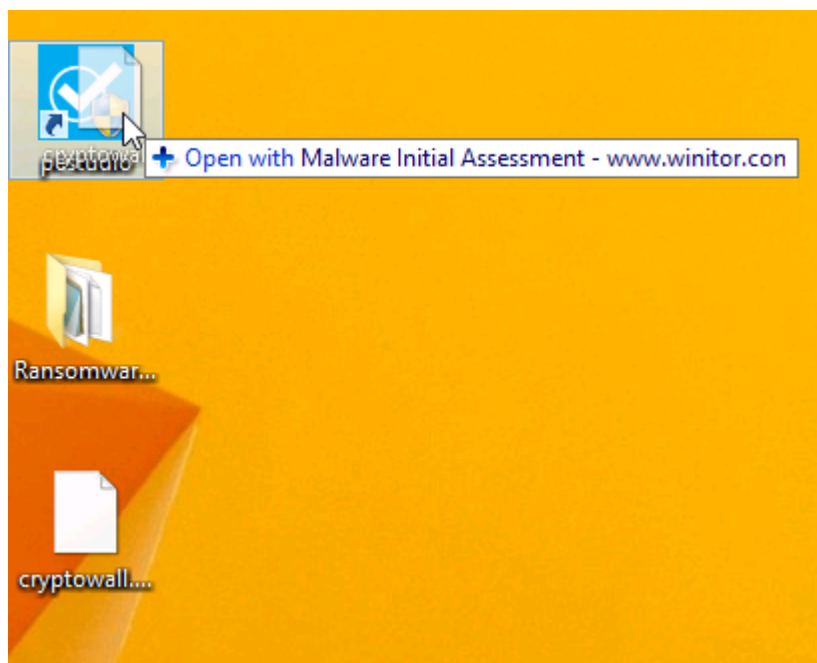 pestudio
Open with Malware Initial Assessment - www.winitor.con
Ransomwar...
cryptowall....